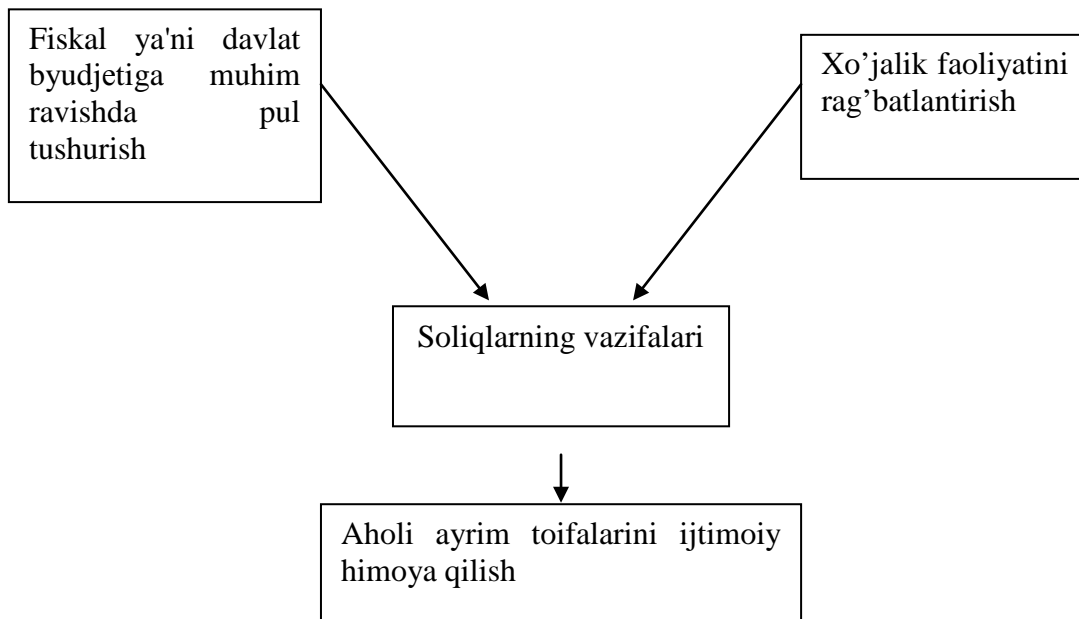 Fiskal ya'ni davlat
byudjetiga muhim
ravishda pul
tushurish
Xo’jalik faoliyatini
rag’batlantirish
Soliqlarning vazifalari
Aholi ayrim toifalarini ijtimoiy
himoya qilish